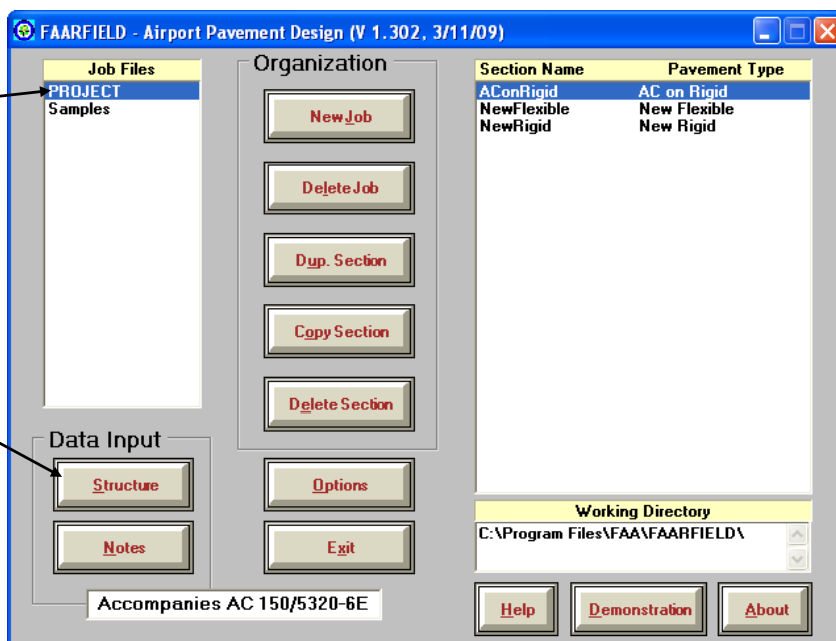 FAARFIELD - Airport Pavement Design (V 1.302, 3/11/09)
Job Files
PROJECT
Samples
Organization
New Job
Delete Job
Dup. Section
Copy Section
Delete Section
Section Name Pavement Type
AConRigid AC on Rigid
NewFlexible New Flexible
NewRigid New Rigid
Data Input
Structure
Notes
Options
Exit
Working Directory
C:\Program Files\FAA\FAARFIELD\
Accompanies AC 150/5320-6E
Help
Demonstration
About